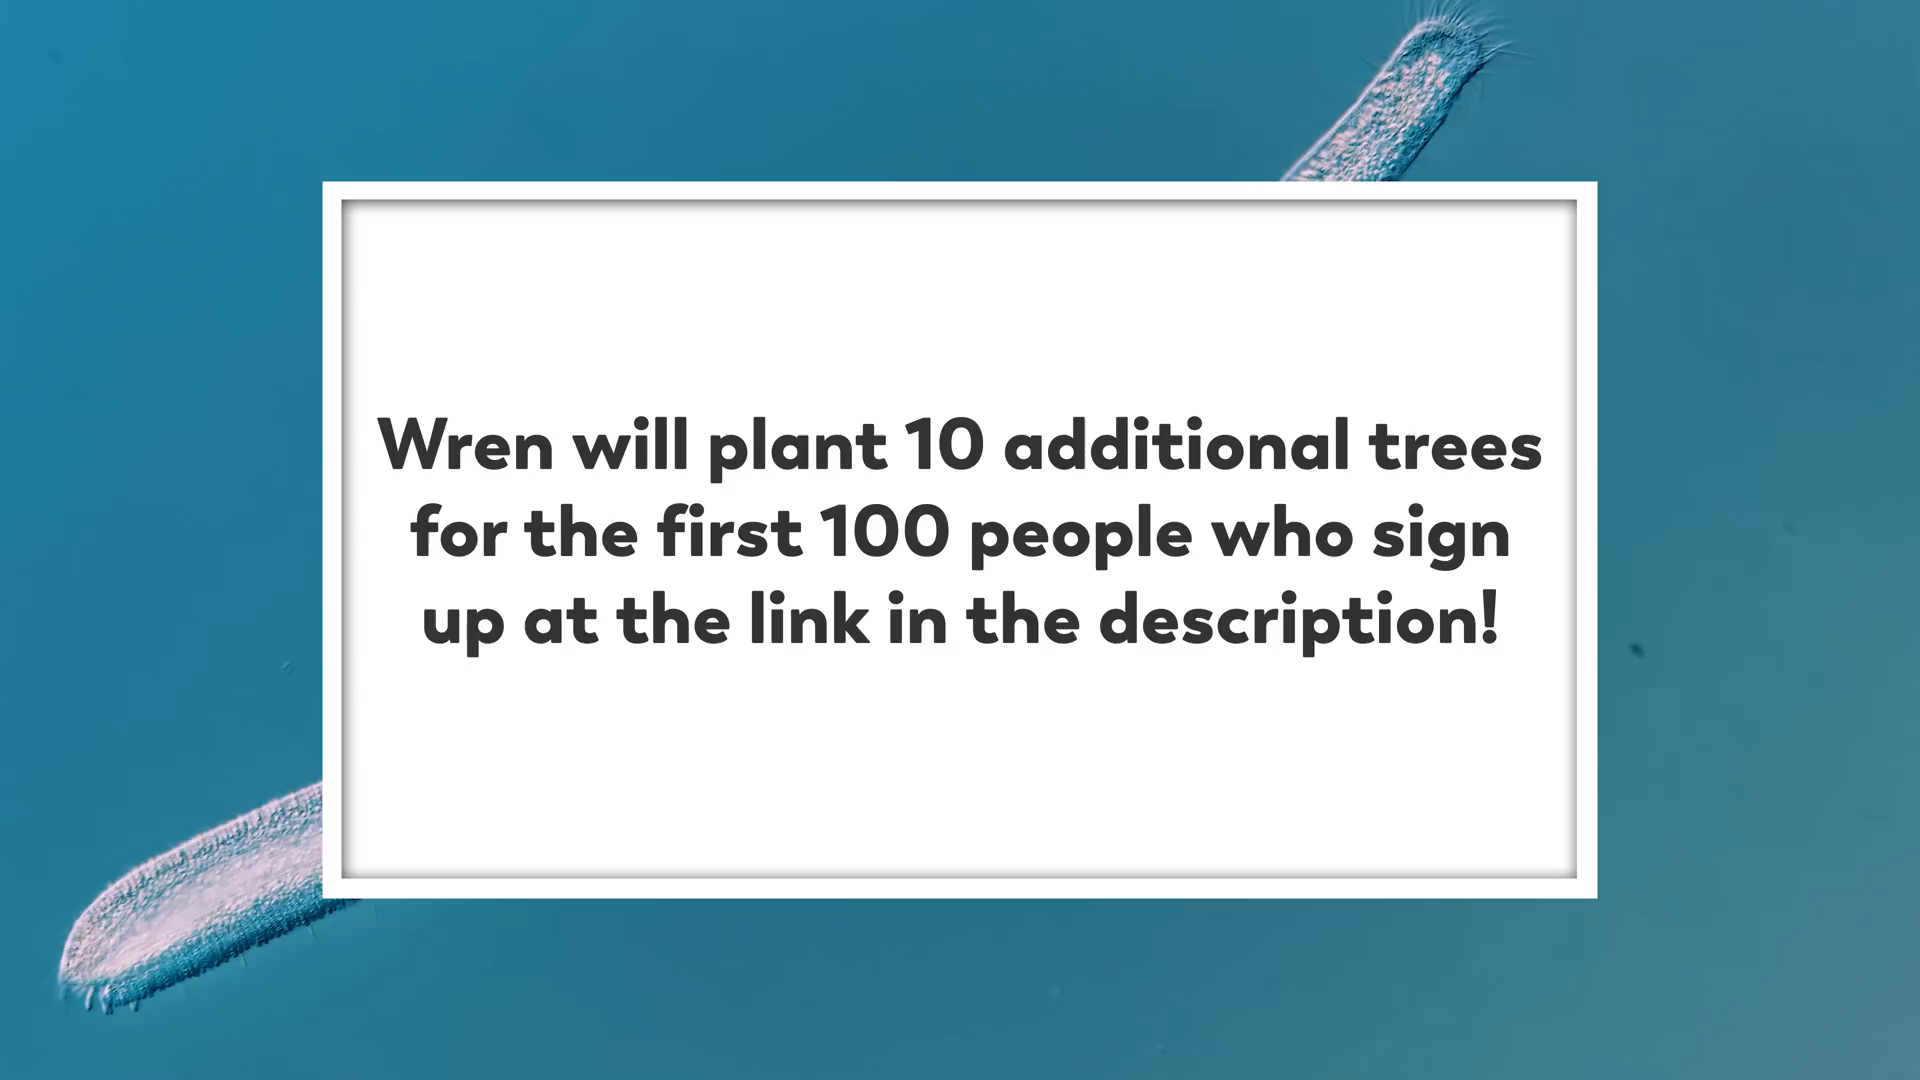 Wren will plant 10 additional trees
for the first 100 people who sign
up at the link in the description!